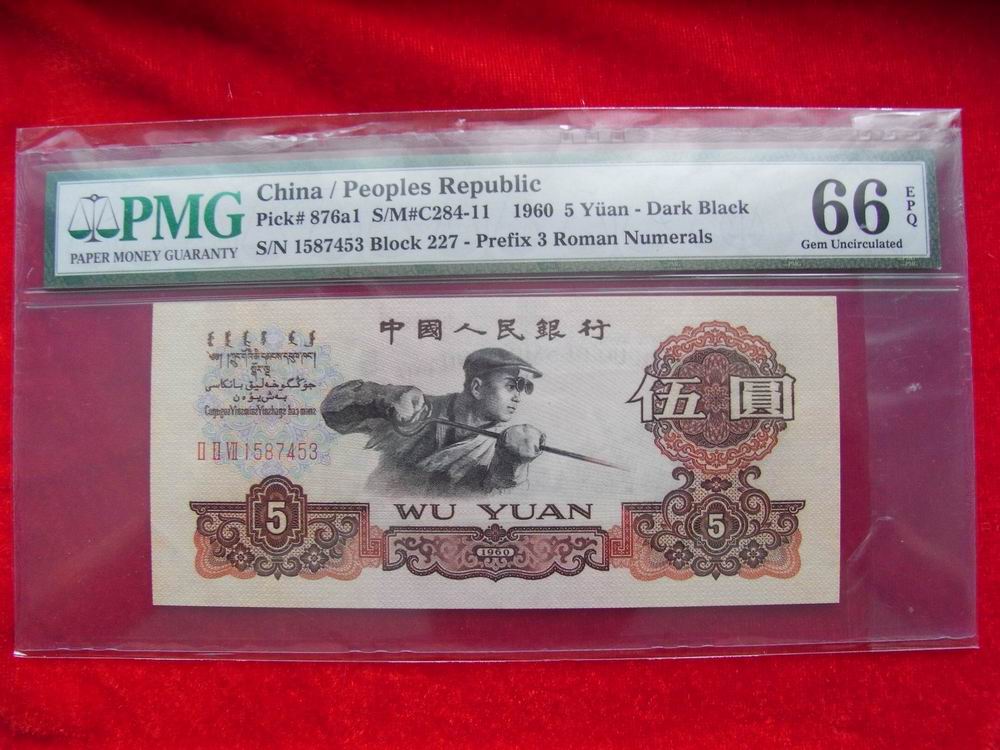 PMG
PAPER MONEY GUARANTY
China / Peoples Republic
Pick# 876a1 S/M#C284-11 1960 5 Yüan - Dark Black
S/N 1587453 Block 227 - Prefix 3 Roman Numerals
66 EPQ
Gem Uncirculated
中國人民銀行
伍圓
II II VII 1587453
WU YUAN
5
1960
5